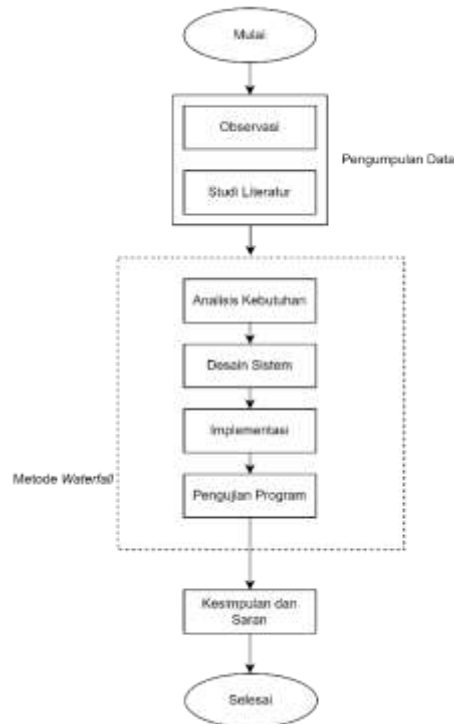 Mulai
Observasi
Pengumpulan Data
Studi Literatur
Analisis Kebutuhan
Desain Sistem
Implementasi
Metode Waterfall
Pengujian Program
Kesimpulan dan
Saran
Selesai